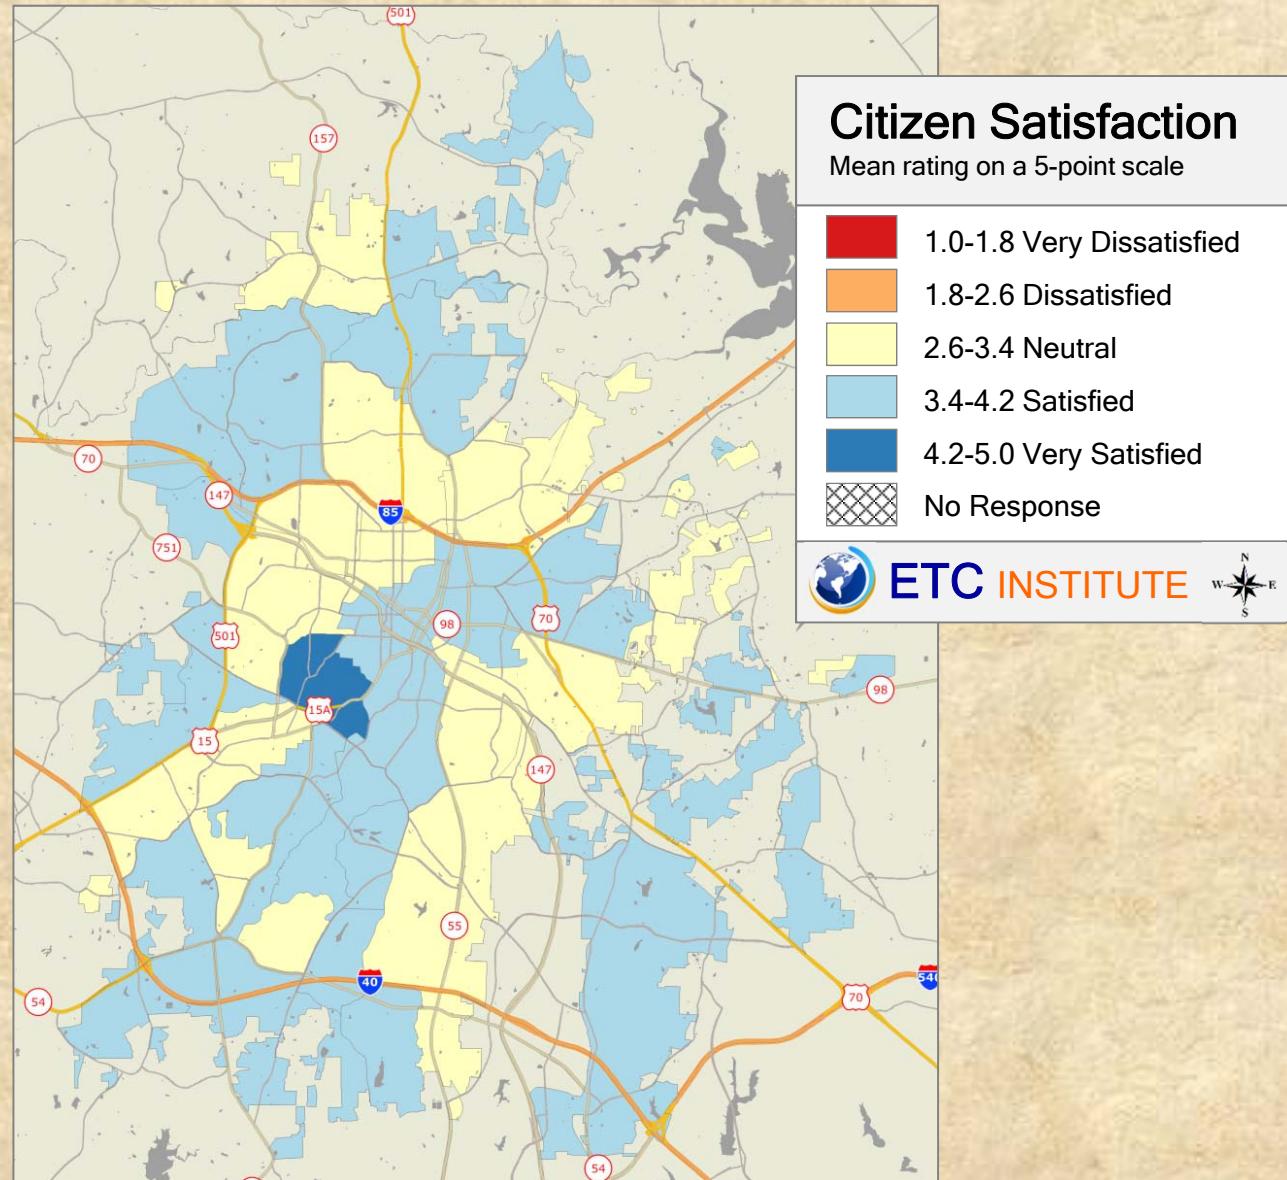 501
157
Citizen Satisfaction
Mean rating on a 5-point scale
1.0-1.8 Very Dissatisfied
1.8-2.6 Dissatisfied
2.6-3.4 Neutral
3.4-4.2 Satisfied
4.2-5.0 Very Satisfied
No Response
ETC INSTITUTE
N
W E
S
70
147
85
751
70
98
501
98
15A
15
147
55
40
54
70
540
54